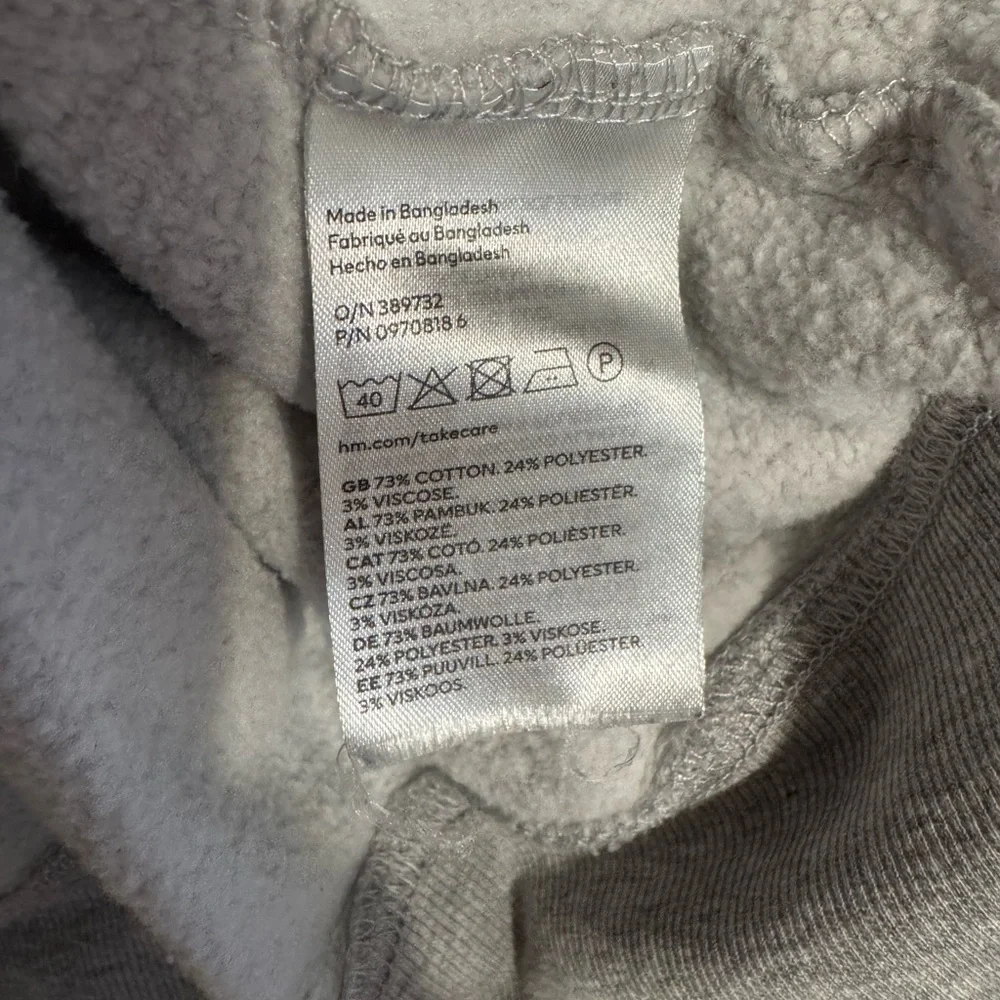 Made in Bangladesh
Fabriqué au Bangladesh
Hecho en Bangladesh
O/N 389732
P/N 0970818 6
40 P
hm.com/takecare
GB 73% COTTON. 24% POLYESTER.
3% VISCOSE.
AL 73% PAMBUK. 24% POLIESTËR.
3% VISKOZË.
CAT 73% COTÓ. 24% POLIÈSTER.
3% VISCOSA.
CZ 73% BAVLNA. 24% POLYESTER.
3% VISKÓZA.
DE 73% BAUMWOLLE.
24% POLYESTER. 3% VISKOSE.
EE 73% PUUVILL. 24% POLÜESTER.
3% VISKOOS.